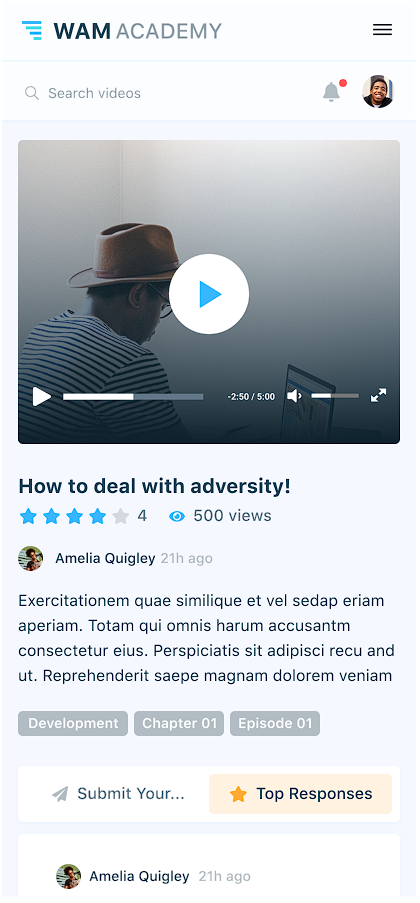 WAM ACADEMY
Search videos
-2:50 / 5:00
How to deal with adversity!
4 500 views
Amelia Quigley 21h ago
Exercitationem quae similique et vel sedap eriam
aperiam. Totam qui omnis harum accusantm
consectetur eius. Perspiciatis sit adipisci recu and
ut. Reprehenderit saepe magnam dolorem veniam
Development Chapter 01 Episode 01
Submit Your... Top Responses
Amelia Quigley 21h ago